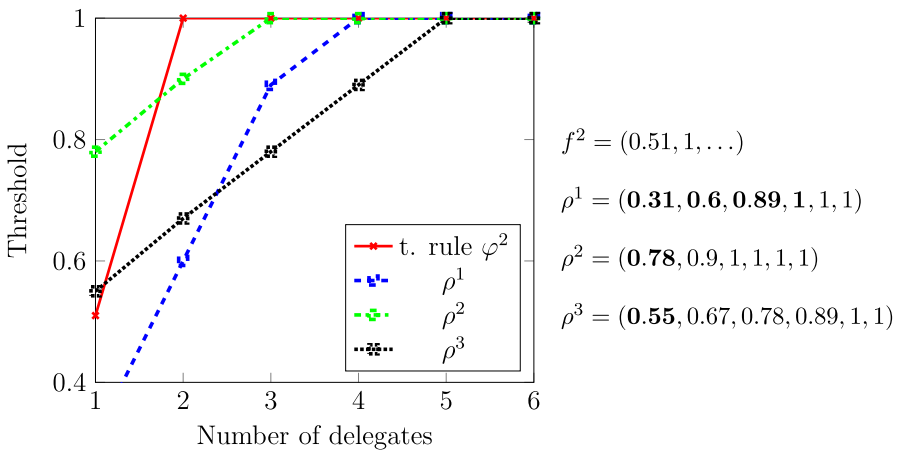 1
0.8
0.6
0.4
1 2 3 4 5 6
Threshold
Number of delegates
t. rule φ²
ρ¹
ρ²
ρ³
f² = (0.51, 1, …)
ρ¹ = (0.31, 0.6, 0.89, 1, 1, 1)
ρ² = (0.78, 0.9, 1, 1, 1, 1)
ρ³ = (0.55, 0.67, 0.78, 0.89, 1, 1)